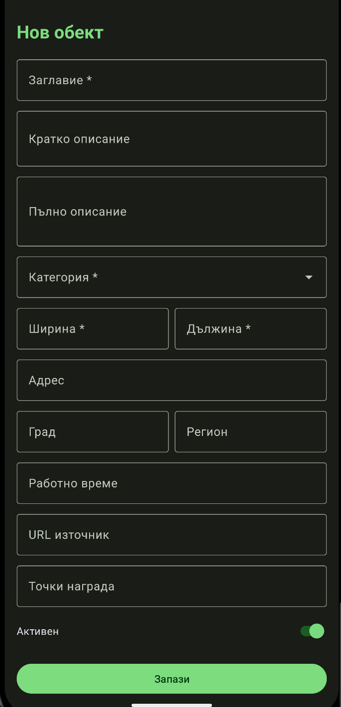 Нов обект
Заглавие *
Кратко описание
Пълно описание
Категория *
Ширина *
Дължина *
Адрес
Град
Регион
Работно време
URL източник
Точки награда
Активен
Запази